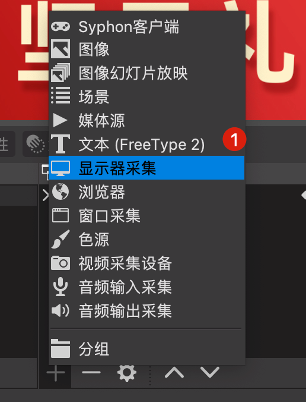 Syphon客户端
图像
图像幻灯片放映
场景
媒体源
性
文本 (FreeType 2)
1
显示器采集
浏览器
窗口采集
色源
视频采集设备
音频输入采集
音频输出采集
分组